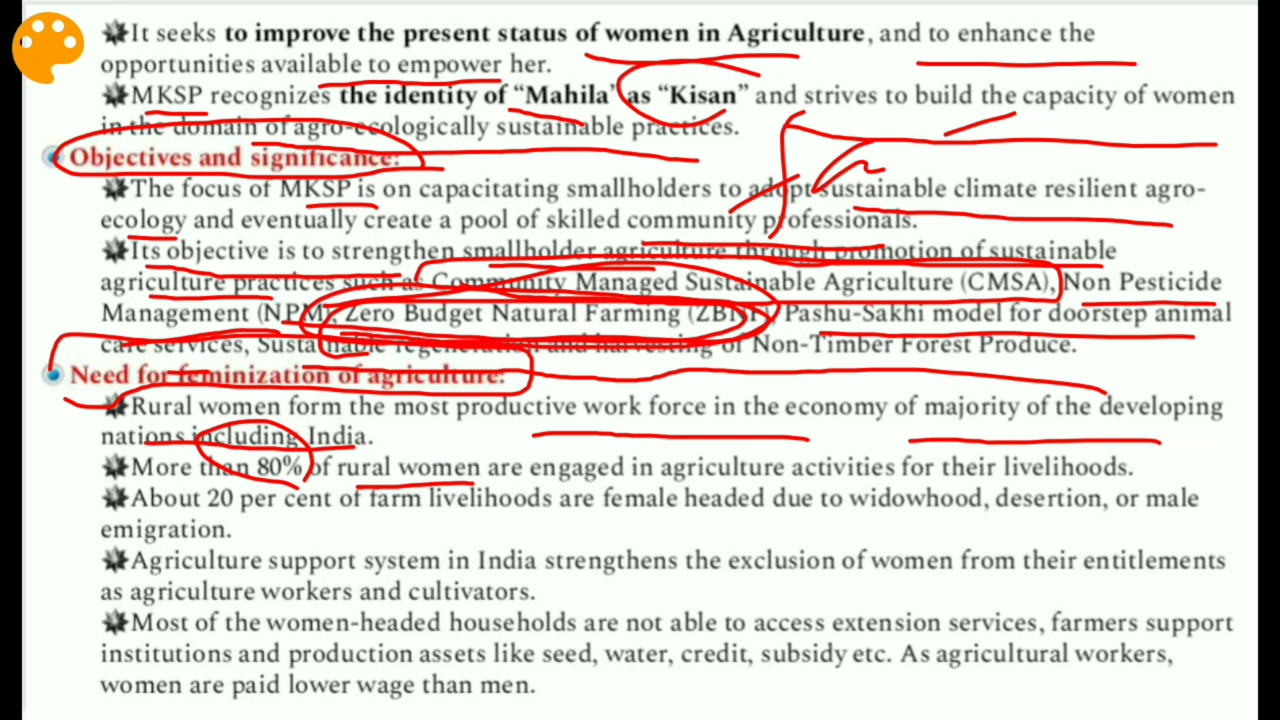 It seeks to improve the present status of women in Agriculture, and to enhance the
opportunities available to empower her.
MKSP recognizes the identity of “Mahila” as “Kisan” and strives to build the capacity of women
in the domain of agro-ecologically sustainable practices.
Objectives and significance:
The focus of MKSP is on capacitating smallholders to adopt sustainable climate resilient agro-
ecology and eventually create a pool of skilled community professionals.
Its objective is to strengthen smallholder agriculture through promotion of sustainable
agriculture practices such as Community Managed Sustainable Agriculture (CMSA), Non Pesticide
Management (NPM), Zero Budget Natural Farming (ZBNF), Pashu-Sakhi model for doorstep animal
care services, Sustainable regeneration and harvesting of Non-Timber Forest Produce.
Need for feminization of agriculture:
Rural women form the most productive work force in the economy of majority of the developing
nations including India.
More than 80% of rural women are engaged in agriculture activities for their livelihoods.
About 20 per cent of farm livelihoods are female headed due to widowhood, desertion, or male
emigration.
Agriculture support system in India strengthens the exclusion of women from their entitlements
as agriculture workers and cultivators.
Most of the women-headed households are not able to access extension services, farmers support
institutions and production assets like seed, water, credit, subsidy etc. As agricultural workers,
women are paid lower wage than men.